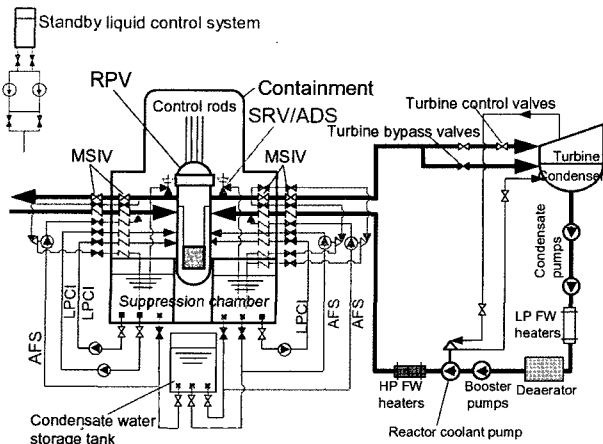 Standby liquid control system
RPV
Containment
Control rods
SRV/ADS
MSIV
MSIV
Turbine control valves
Turbine bypass valves
Turbine
Condenser
Condensate
pumps
LP FW
heaters
Suppression chamber
AFS
LPCI
LPCI
LPCI
AFS
AFS
HP FW
heaters
Booster
pumps
Deaerator
Reactor coolant pump
Condensate water
storage tank